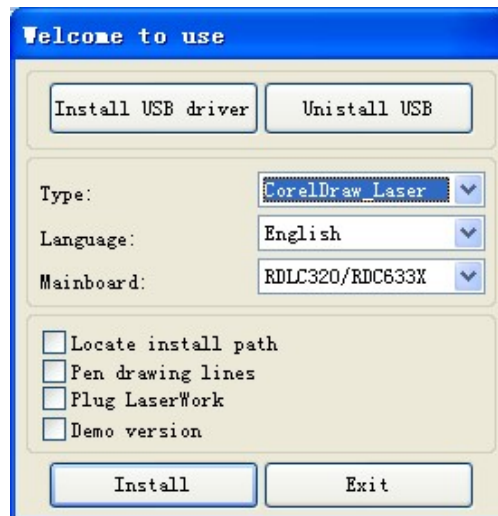 Welcome to use
Install USB driver Unistall USB
Type: CorelDraw_Laser
Language: English
Mainboard: RDLC320/RDC633X
Locate install path
Pen drawing lines
Plug LaserWork
Demo version
Install Exit